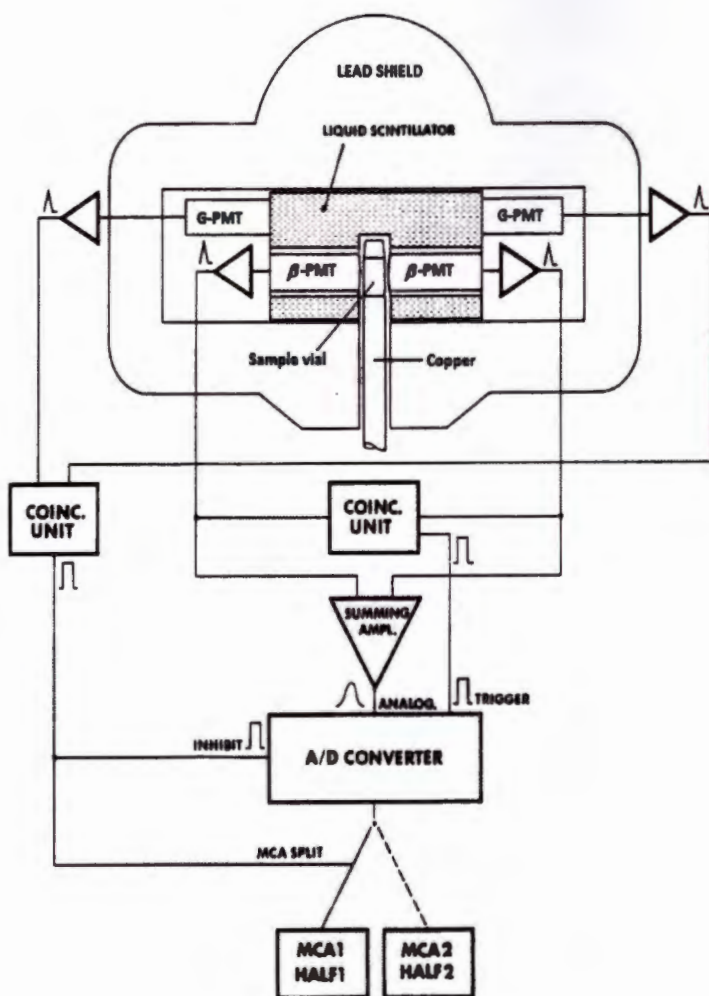 LEAD SHIELD
LIQUID SCINTILLATOR
G-PMT
G-PMT
β-PMT
β-PMT
Sample vial
Copper
COINC.
UNIT
COINC.
UNIT
SUMMING
AMPL.
ANALOG.
TRIGGER
INHIBIT
A/D CONVERTER
MCA SPLIT
MCA1
HALF1
MCA2
HALF2